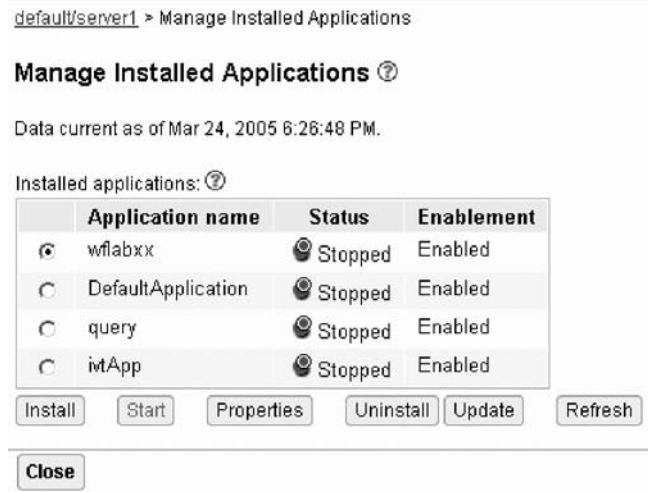 default/server1 > Manage Installed Applications
Manage Installed Applications ?
Data current as of Mar 24, 2005 6:26:48 PM.
Installed applications: ?
Application name Status Enablement
wflabxx Stopped Enabled
DefaultApplication Stopped Enabled
query Stopped Enabled
ivtApp Stopped Enabled
Install Start Properties Uninstall Update Refresh
Close